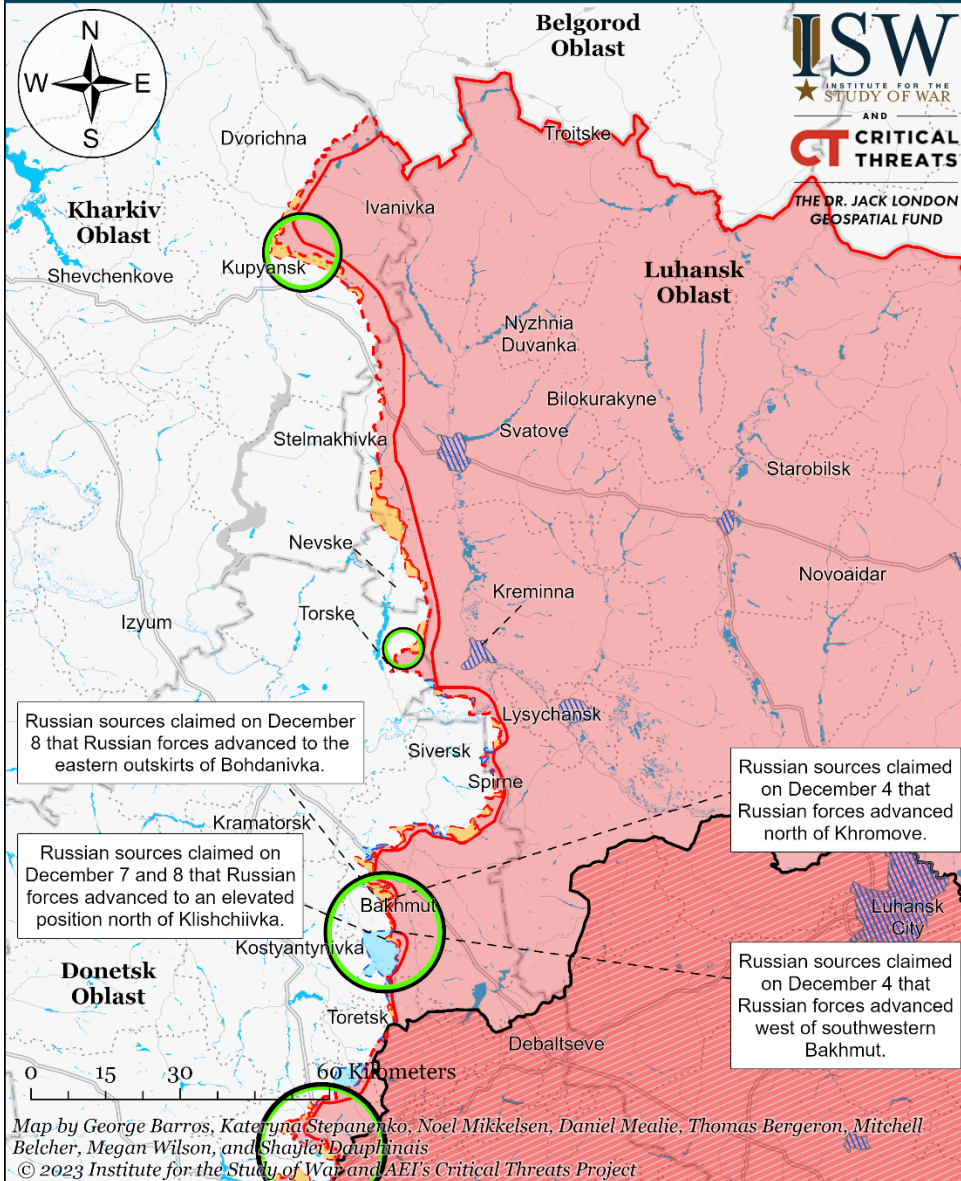 N
W
E
S
Belgorod
Oblast
ISW
INSTITUTE FOR THE
STUDY OF WAR
AND
CT CRITICAL
THREATS
THE DR. JACK LONDON
GEOSPATIAL FUND
Dvorichna
Troitske
Kharkiv
Oblast
Ivanivka
Shevchenkove
Kupyansk
Luhansk
Oblast
Nyzhnia
Duvanka
Bilokurakyne
Svatove
Stelmakhivka
Starobilsk
Nevske
Novoaidar
Kreminna
Torske
Izyum
Lysychansk
Siversk
Spirne
Russian sources claimed on December
8 that Russian forces advanced to the
eastern outskirts of Bohdanivka.
Russian sources claimed
on December 4 that
Russian forces advanced
north of Khromove.
Kramatorsk
Russian sources claimed on
December 7 and 8 that Russian
forces advanced to an elevated
position north of Klishchiivka.
Bakhmut
Luhansk
City
Kostyantynivka
Donetsk
Oblast
Russian sources claimed
on December 4 that
Russian forces advanced
west of southwestern
Bakhmut.
Toretsk
Debaltseve
0 15 30 60 Kilometers
Map by George Barros, Kateryna Stepanenko, Noel Mikkelsen, Daniel Mealie, Thomas Bergeron, Mitchell
Belcher, Megan Wilson, and Shaylei Dauphinais
© 2023 Institute for the Study of War and AEI's Critical Threats Project